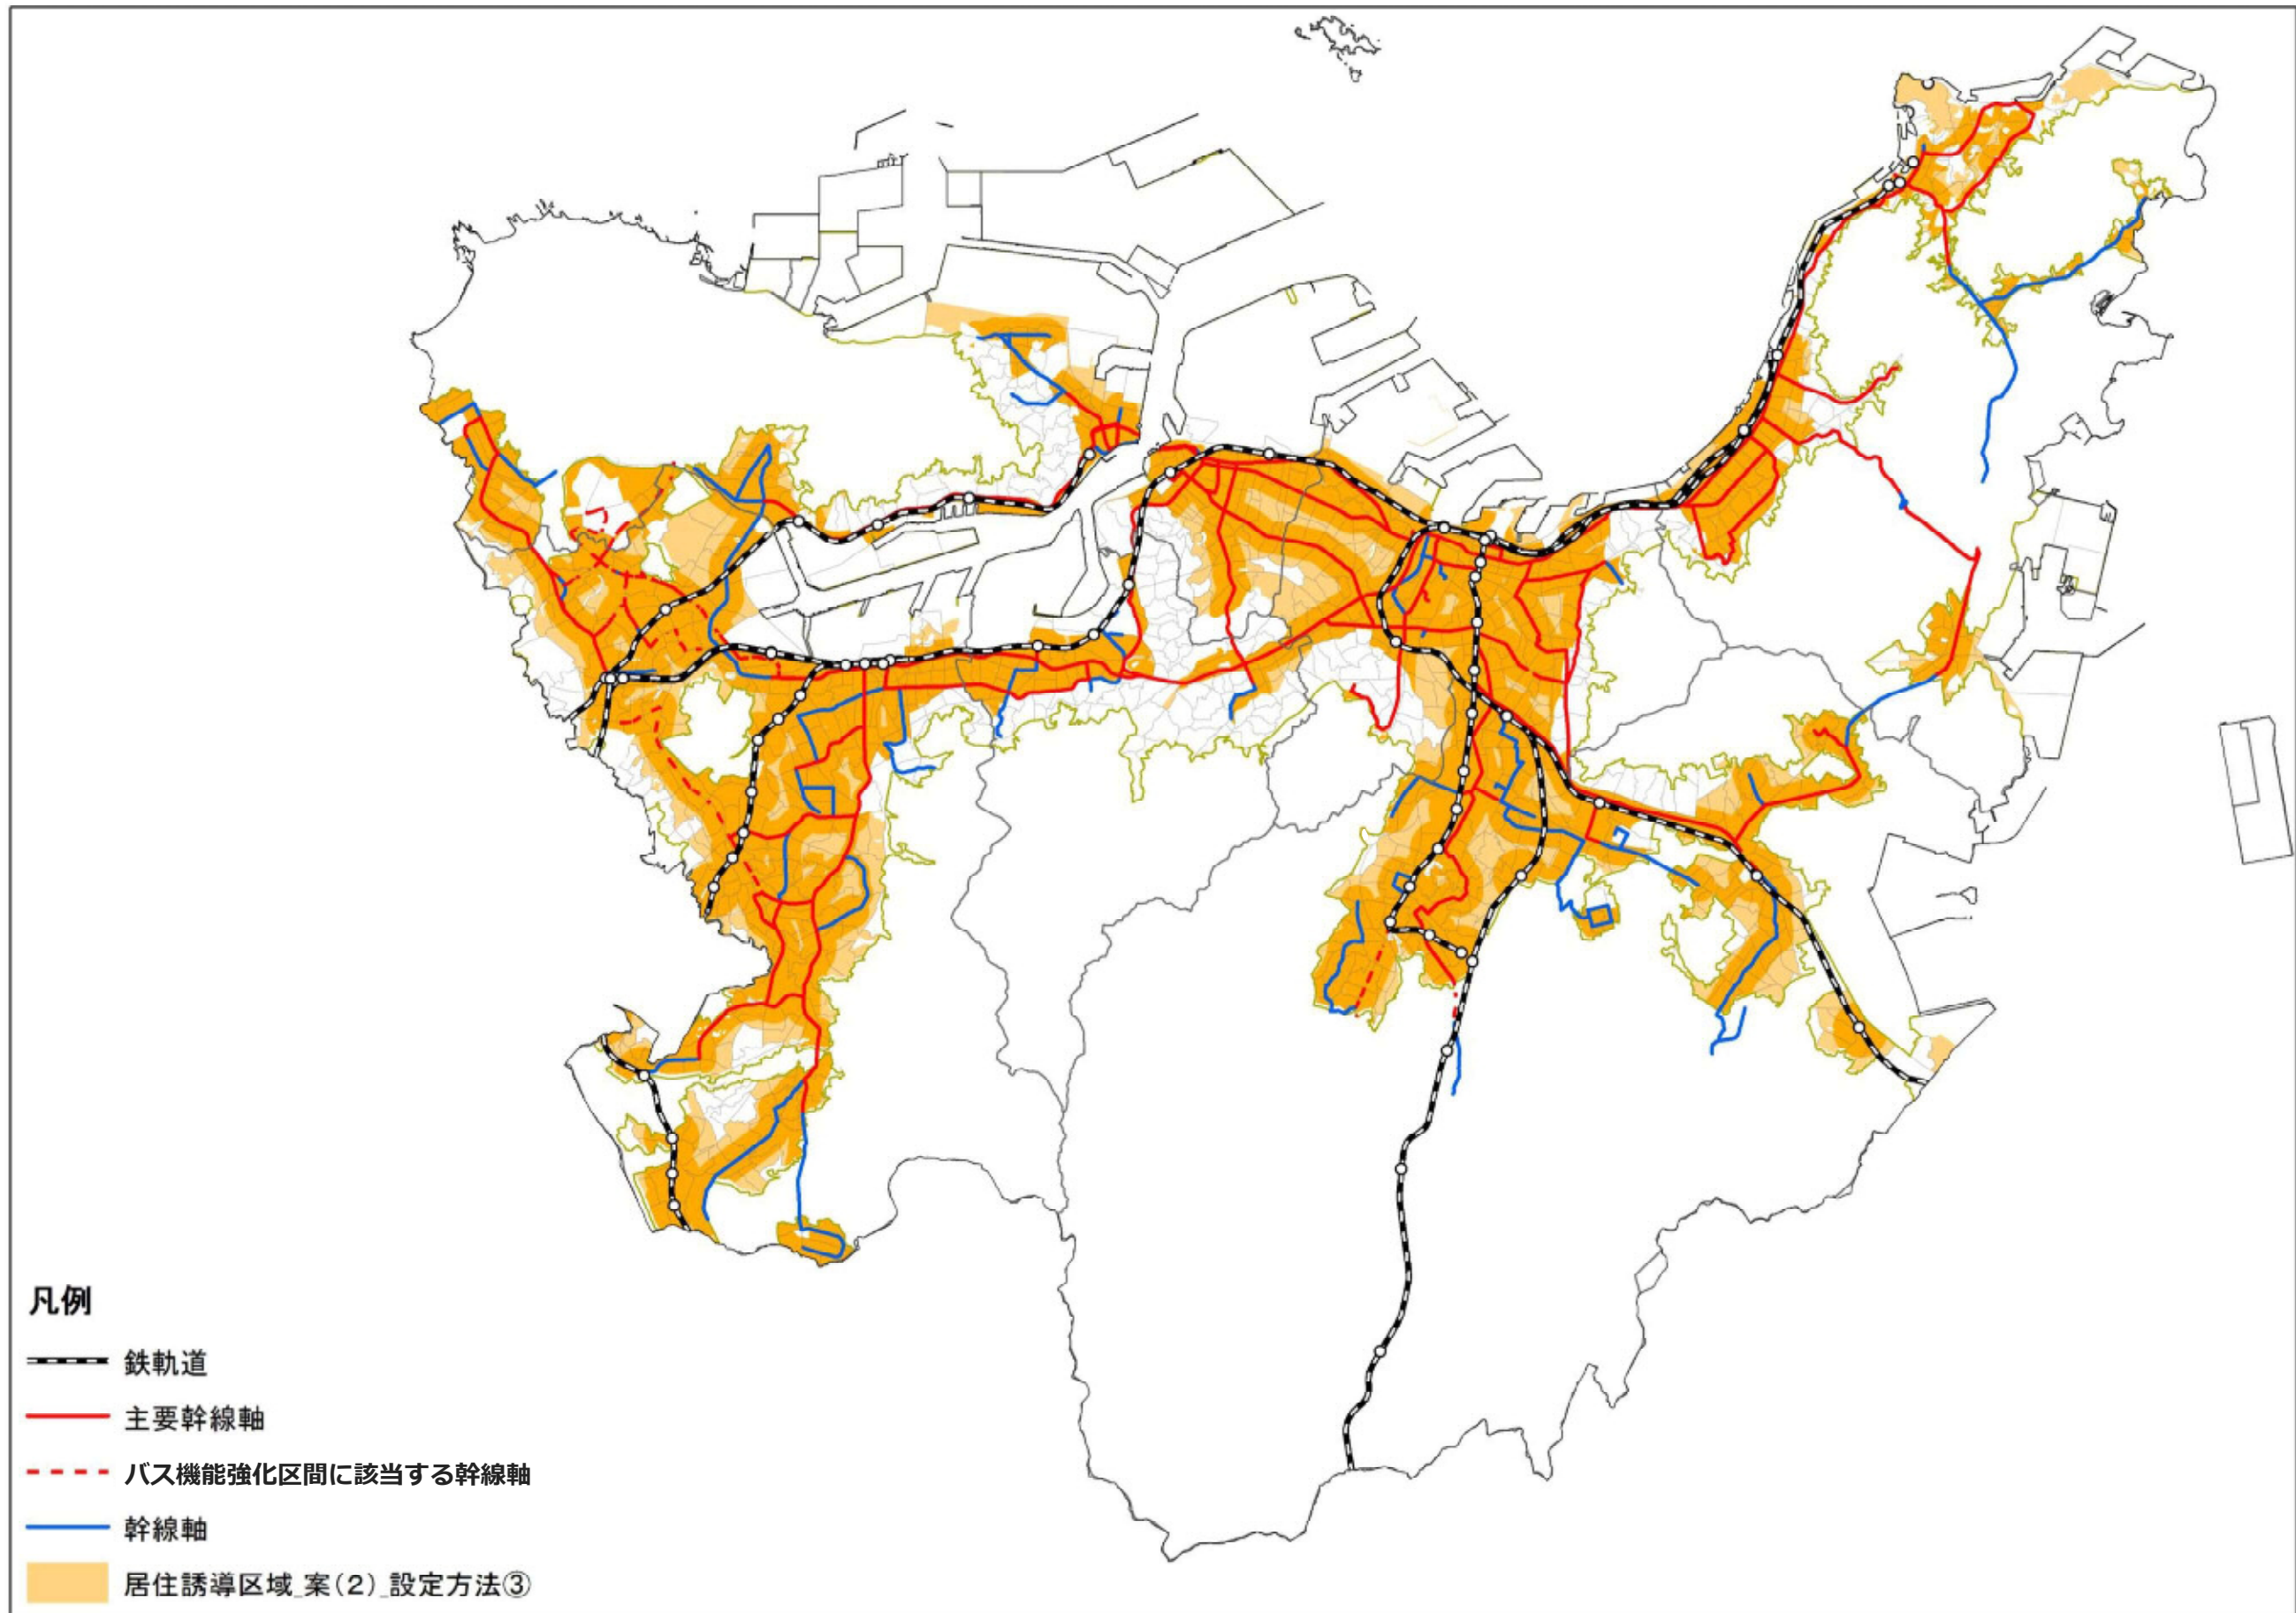 凡例
鉄軌道
主要幹線軸
バス機能強化区間に該当する幹線軸
幹線軸
居住誘導区域_案(2)_設定方法③